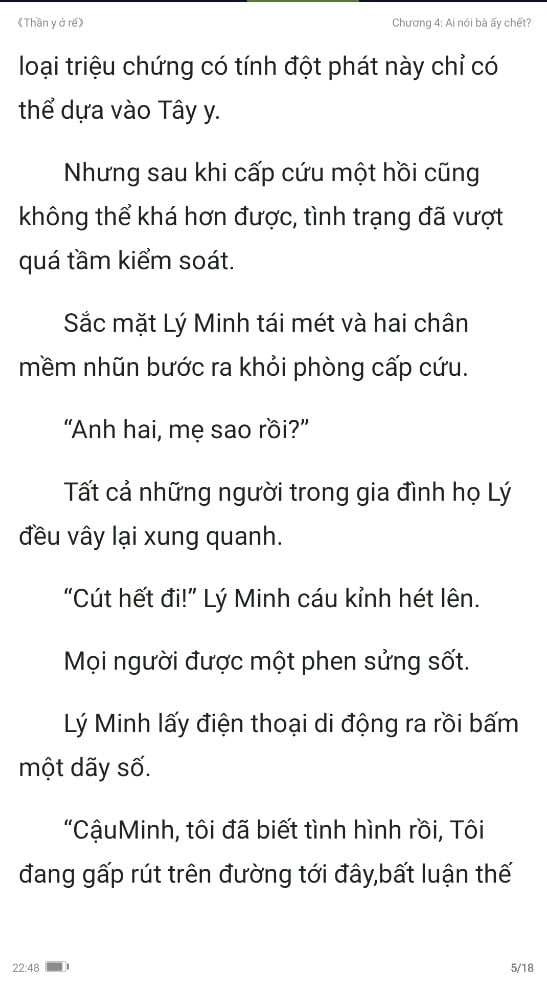 《Thần y ở rể》
Chương 4: Ai nói bà ấy chết?
loại triệu chứng có tính đột phát này chỉ có
thể dựa vào Tây y.
Nhưng sau khi cấp cứu một hồi cũng
không thể khá hơn được, tình trạng đã vượt
quá tầm kiểm soát.
Sắc mặt Lý Minh tái mét và hai chân
mềm nhũn bước ra khỏi phòng cấp cứu.
“Anh hai, mẹ sao rồi?”
Tất cả những người trong gia đình họ Lý
đều vây lại xung quanh.
“Cút hết đi!” Lý Minh cáu kỉnh hét lên.
Mọi người được một phen sửng sốt.
Lý Minh lấy điện thoại di động ra rồi bấm
một dãy số.
“CậuMinh, tôi đã biết tình hình rồi, Tôi
đang gấp rút trên đường tới đây,bất luận thế
22:48
5/18